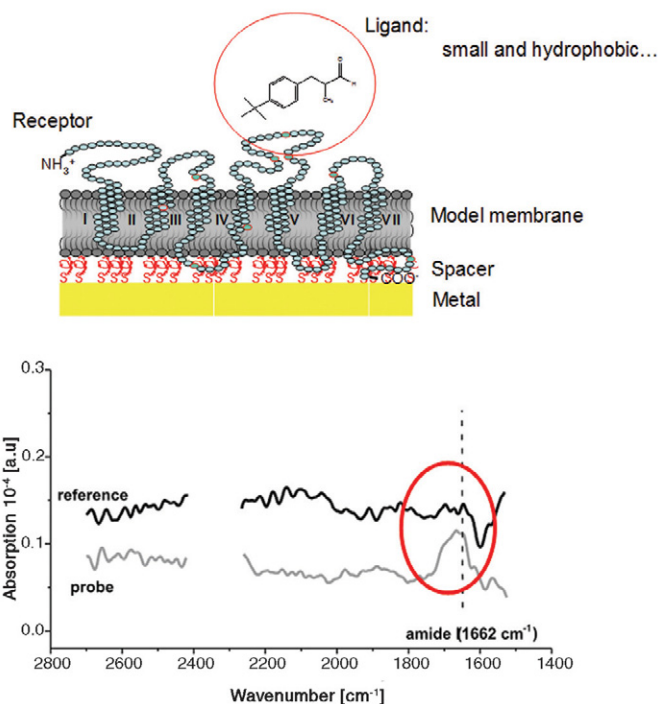 Ligand:
small and hydrophobic…
Receptor
NH₃⁺
I II III IV V VI VII
Model membrane
Spacer
COO⁻
Metal
0.3
0.2
0.1
0.0
Absorption 10⁻⁴ [a.u]
reference
probe
amide I (1662 cm⁻¹)
2800 2600 2400 2200 2000 1800 1600 1400
Wavenumber [cm⁻¹]